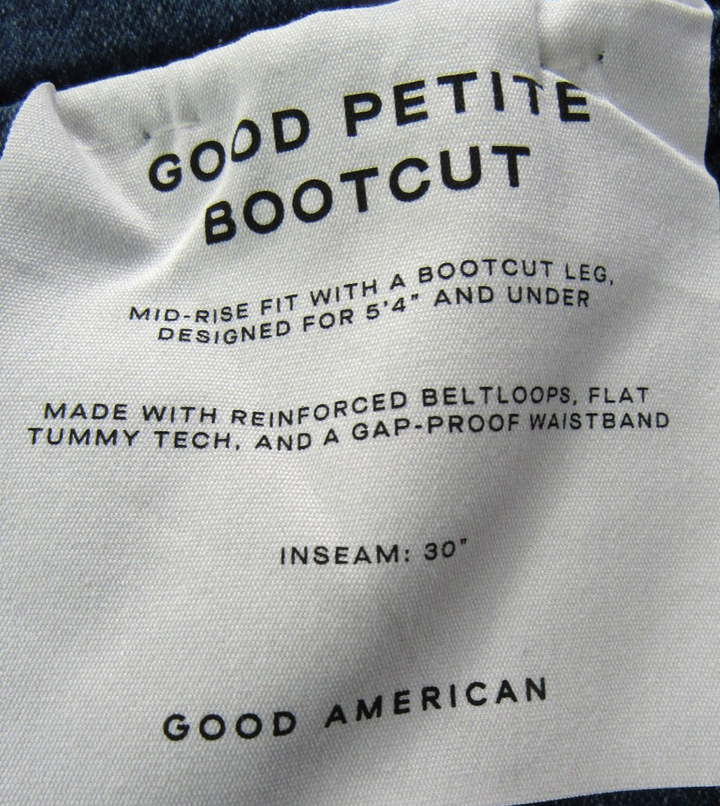 GOOD PETITE
BOOTCUT
MID-RISE FIT WITH A BOOTCUT LEG,
DESIGNED FOR 5'4" AND UNDER
MADE WITH REINFORCED BELTLOOPS, FLAT
TUMMY TECH, AND A GAP-PROOF WAISTBAND
INSEAM: 30"
GOOD AMERICAN